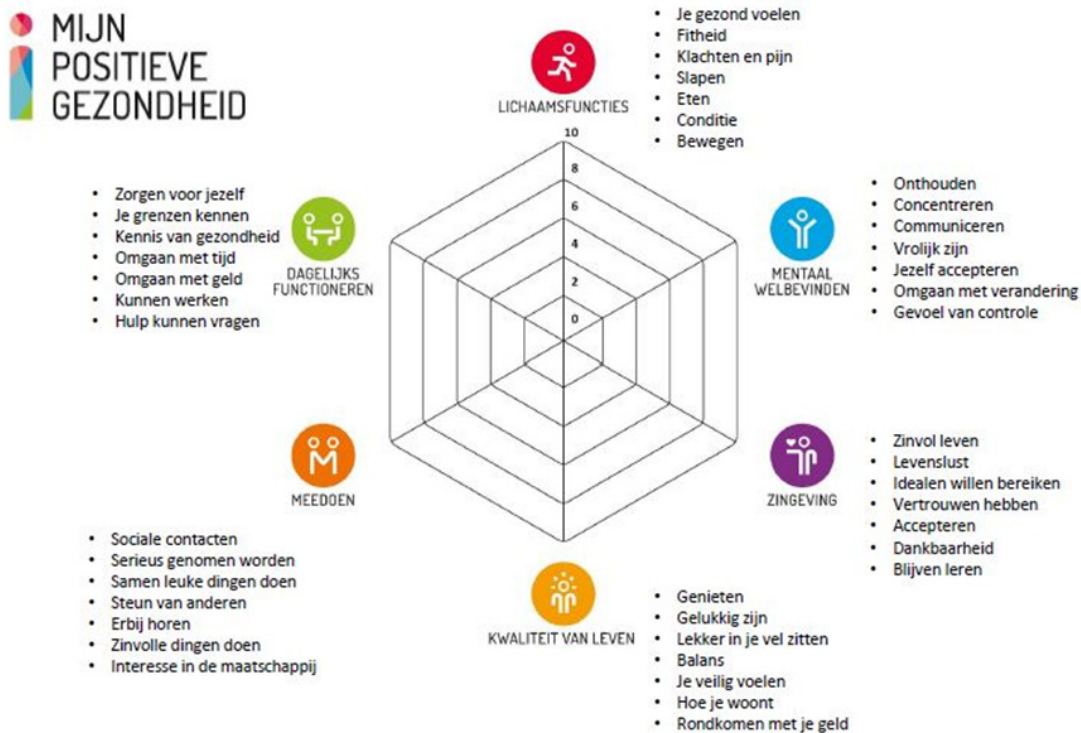 MIJN
POSITIEVE
GEZONDHEID
LICHAAMSFUNCTIES
• Je gezond voelen
• Fitheid
• Klachten en pijn
• Slapen
• Eten
• Conditie
• Bewegen
10
8
6
4
2
0
MENTAAL
WELBEVINDEN
• Onthouden
• Concentreren
• Communiceren
• Vrolijk zijn
• Jezelf accepteren
• Omgaan met verandering
• Gevoel van controle
ZINGEVING
• Zinvol leven
• Levenslust
• Idealen willen bereiken
• Vertrouwen hebben
• Accepteren
• Dankbaarheid
• Blijven leren
KWALITEIT VAN LEVEN
• Genieten
• Gelukkig zijn
• Lekker in je vel zitten
• Balans
• Je veilig voelen
• Hoe je woont
• Rondkomen met je geld
MEEDOEN
• Sociale contacten
• Serieus genomen worden
• Samen leuke dingen doen
• Steun van anderen
• Erbij horen
• Zinvolle dingen doen
• Interesse in de maatschappij
DAGELIJKS
FUNCTIONEREN
• Zorgen voor jezelf
• Je grenzen kennen
• Kennis van gezondheid
• Omgaan met tijd
• Omgaan met geld
• Kunnen werken
• Hulp kunnen vragen